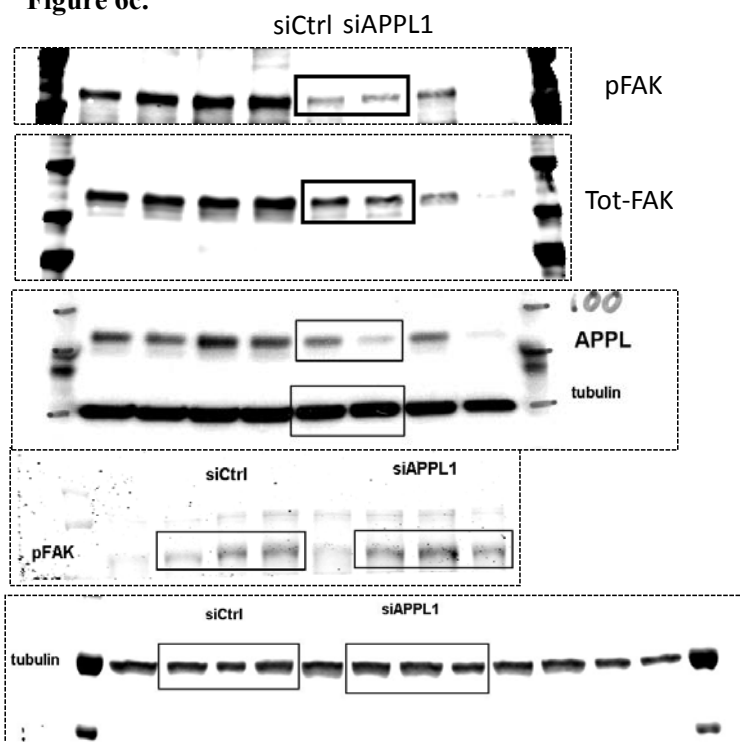 Figure 6c.
siCtrl siAPPL1
pFAK
Tot-FAK
100
APPL
tubulin
siCtrl siAPPL1
pFAK
siCtrl siAPPL1
tubulin